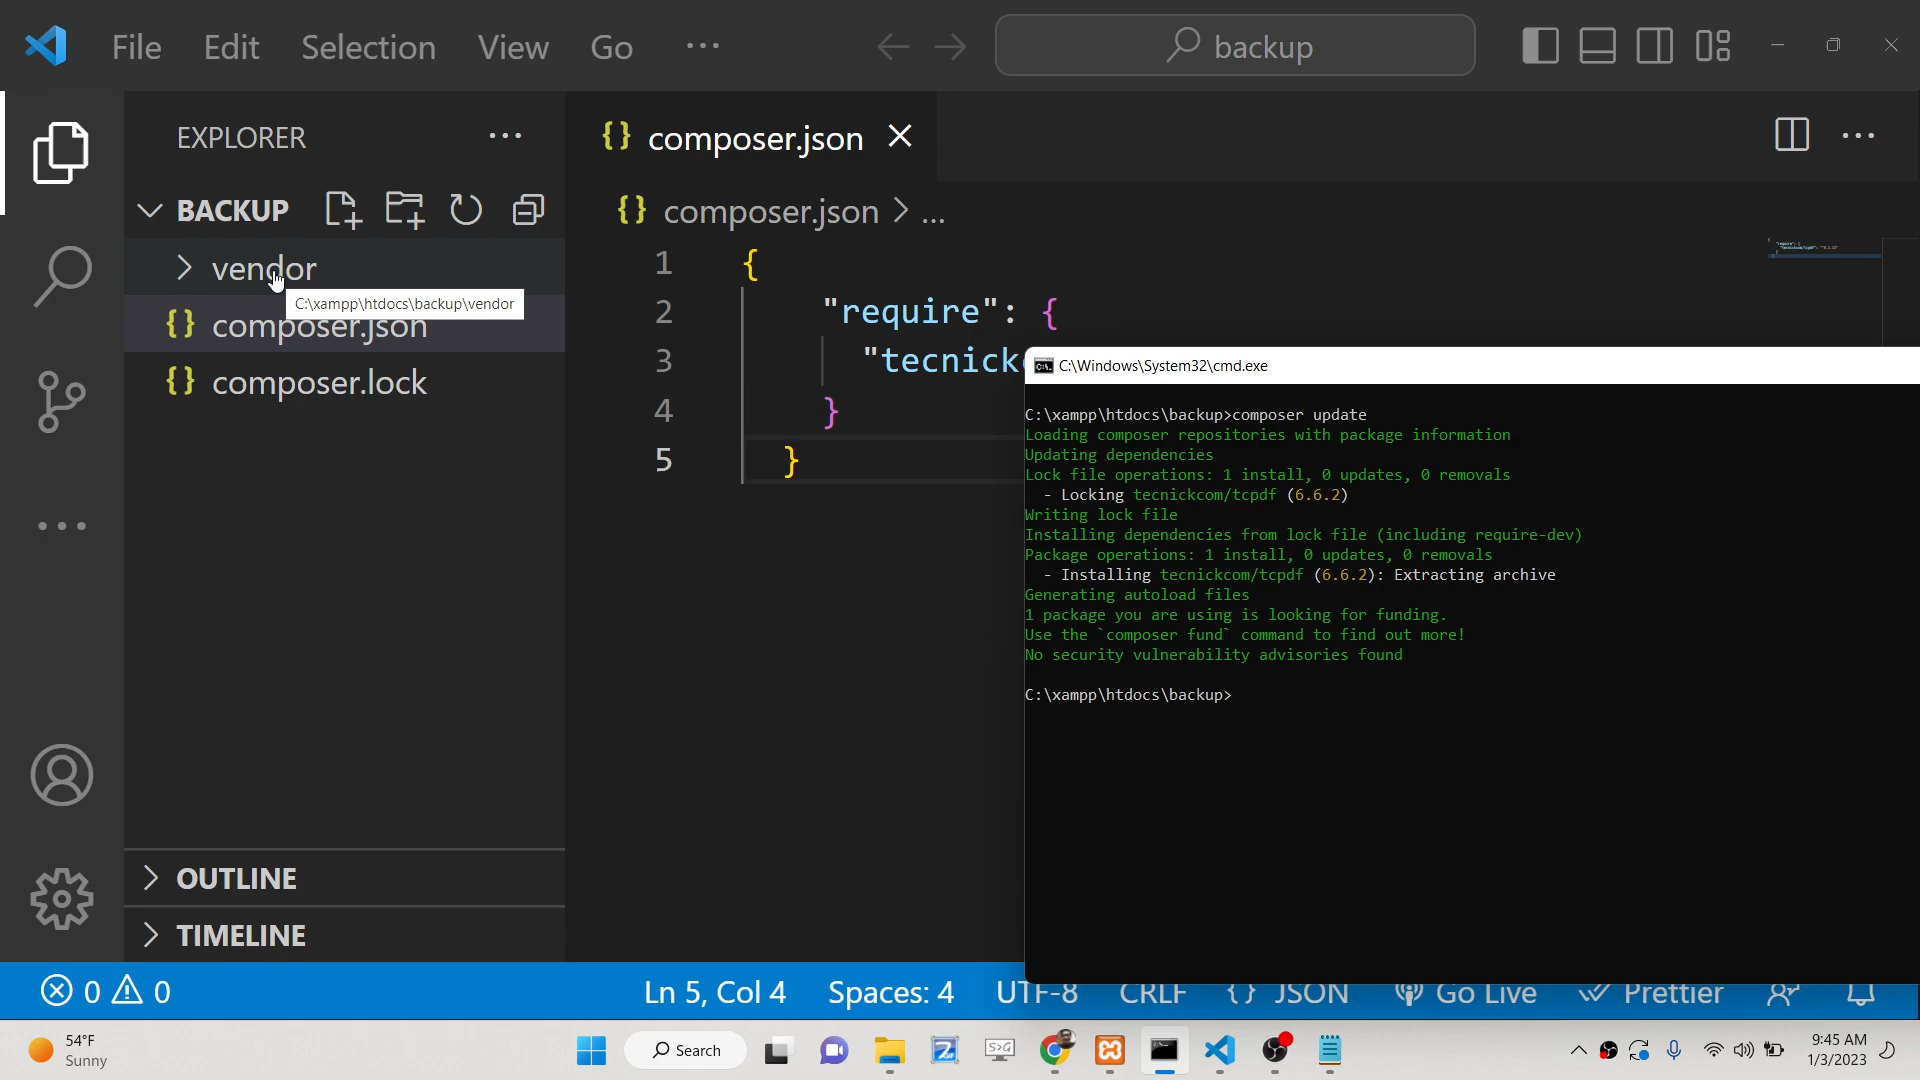 File Edit Selection View Go ···
backup
EXPLORER ···
BACKUP
vendor
C:\xampp\htdocs\backup\vendor
{} composer.json
{} composer.lock
OUTLINE
TIMELINE
{} composer.json
{} composer.json > ...
1 {
2 "require": {
3 "tecnickc
4 }
5 }
C:\Windows\System32\cmd.exe
C:\xampp\htdocs\backup>composer update
Loading composer repositories with package information
Updating dependencies
Lock file operations: 1 install, 0 updates, 0 removals
- Locking tecnickcom/tcpdf (6.6.2)
Writing lock file
Installing dependencies from lock file (including require-dev)
Package operations: 1 install, 0 updates, 0 removals
- Installing tecnickcom/tcpdf (6.6.2): Extracting archive
Generating autoload files
1 package you are using is looking for funding.
Use the `composer fund` command to find out more!
No security vulnerability advisories found
C:\xampp\htdocs\backup>
0 0 Ln 5, Col 4 Spaces: 4 UTF-8 CRLF {} JSON Go Live Prettier
54°F
Sunny
Search
9:45 AM
1/3/2023